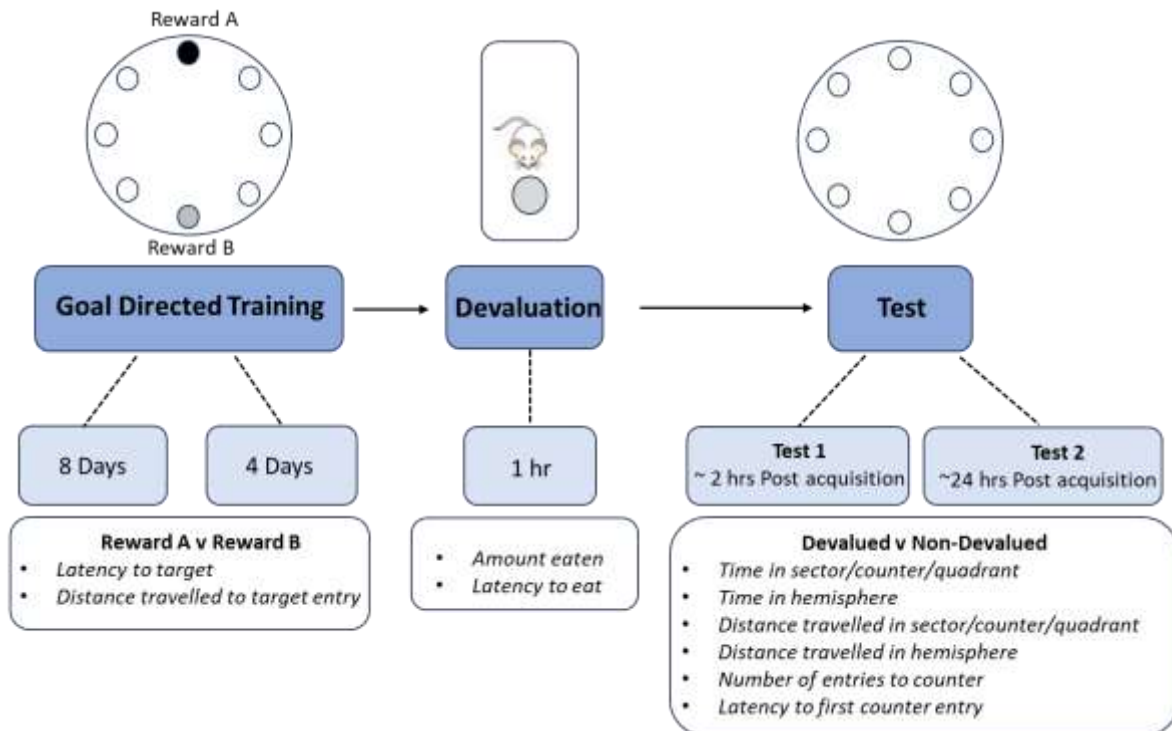 Reward A
Reward B
Goal Directed Training
Devaluation
Test
8 Days
4 Days
1 hr
Test 1
~ 2 hrs Post acquisition
Test 2
~24 hrs Post acquisition
Reward A v Reward B
• Latency to target
• Distance travelled to target entry
• Amount eaten
• Latency to eat
Devalued v Non-Devalued
• Time in sector/counter/quadrant
• Time in hemisphere
• Distance travelled in sector/counter/quadrant
• Distance travelled in hemisphere
• Number of entries to counter
• Latency to first counter entry